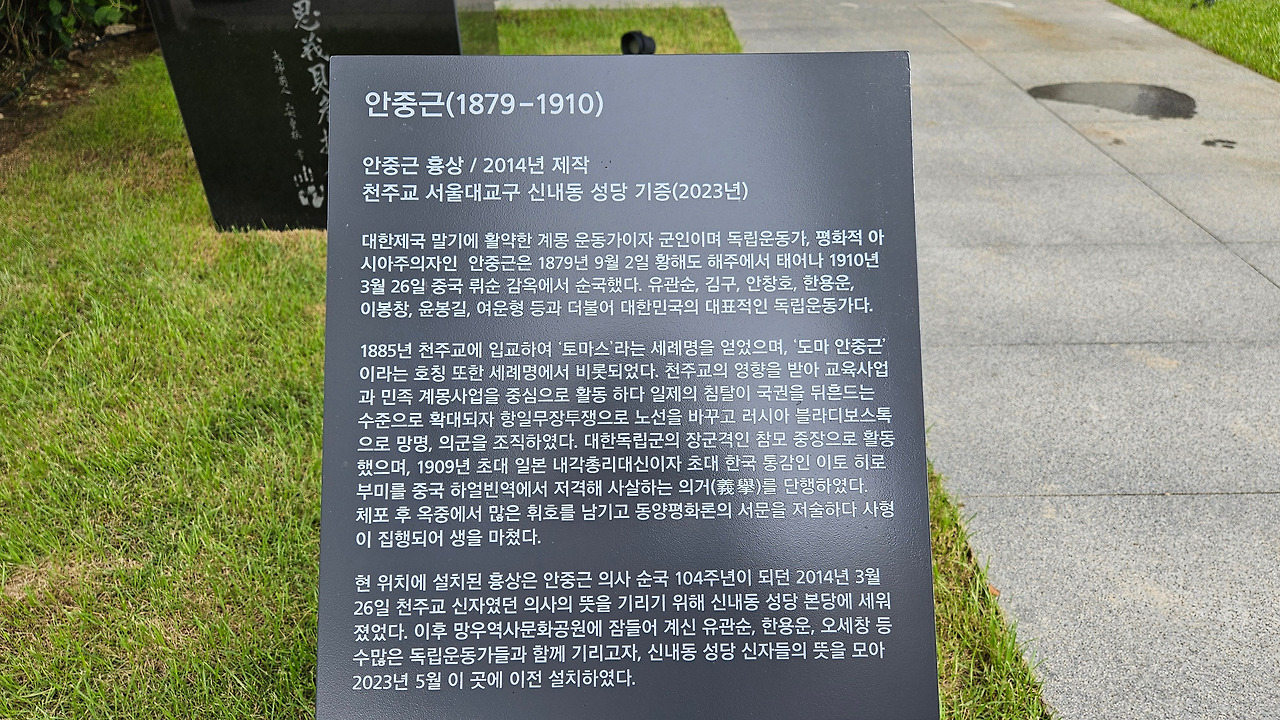 思我見危授
大韓國人 安重根 書
안중근(1879-1910)
안중근 흉상 / 2014년 제작
천주교 서울대교구 신내동 성당 기증(2023년)
대한제국 말기에 활약한 계몽 운동가이자 군인이며 독립운동가, 평화적 아
시아주의자인 안중근은 1879년 9월 2일 황해도 해주에서 태어나 1910년
3월 26일 중국 뤼순 감옥에서 순국했다. 유관순, 김구, 안창호, 한용운,
이봉창, 윤봉길, 여운형 등과 더불어 대한민국의 대표적인 독립운동가다.
1885년 천주교에 입교하여 '토마스'라는 세례명을 얻었으며, '도마 안중근'
이라는 호칭 또한 세례명에서 비롯되었다. 천주교의 영향을 받아 교육사업
과 민족 계몽사업을 중심으로 활동 하다 일제의 침탈이 국권을 뒤흔드는
수준으로 확대되자 항일무장투쟁으로 노선을 바꾸고 러시아 블라디보스톡
으로 망명, 의군을 조직하였다. 대한독립군의 장군격인 참모 중장으로 활동
했으며, 1909년 초대 일본 내각총리대신이자 초대 한국 통감인 이토 히로
부미를 중국 하얼빈역에서 저격해 사살하는 의거(義擧)를 단행하였다.
체포 후 옥중에서 많은 휘호를 남기고 동양평화론의 서문을 저술하다 사형
이 집행되어 생을 마쳤다.
현 위치에 설치된 흉상은 안중근 의사 순국 104주년이 되던 2014년 3월
26일 천주교 신자였던 의사의 뜻을 기리기 위해 신내동 성당 본당에 세워
졌었다. 이후 망우역사문화공원에 잠들어 계신 유관순, 한용운, 오세창 등
수많은 독립운동가들과 함께 기리고자, 신내동 성당 신자들의 뜻을 모아
2023년 5월 이 곳에 이전 설치하였다.